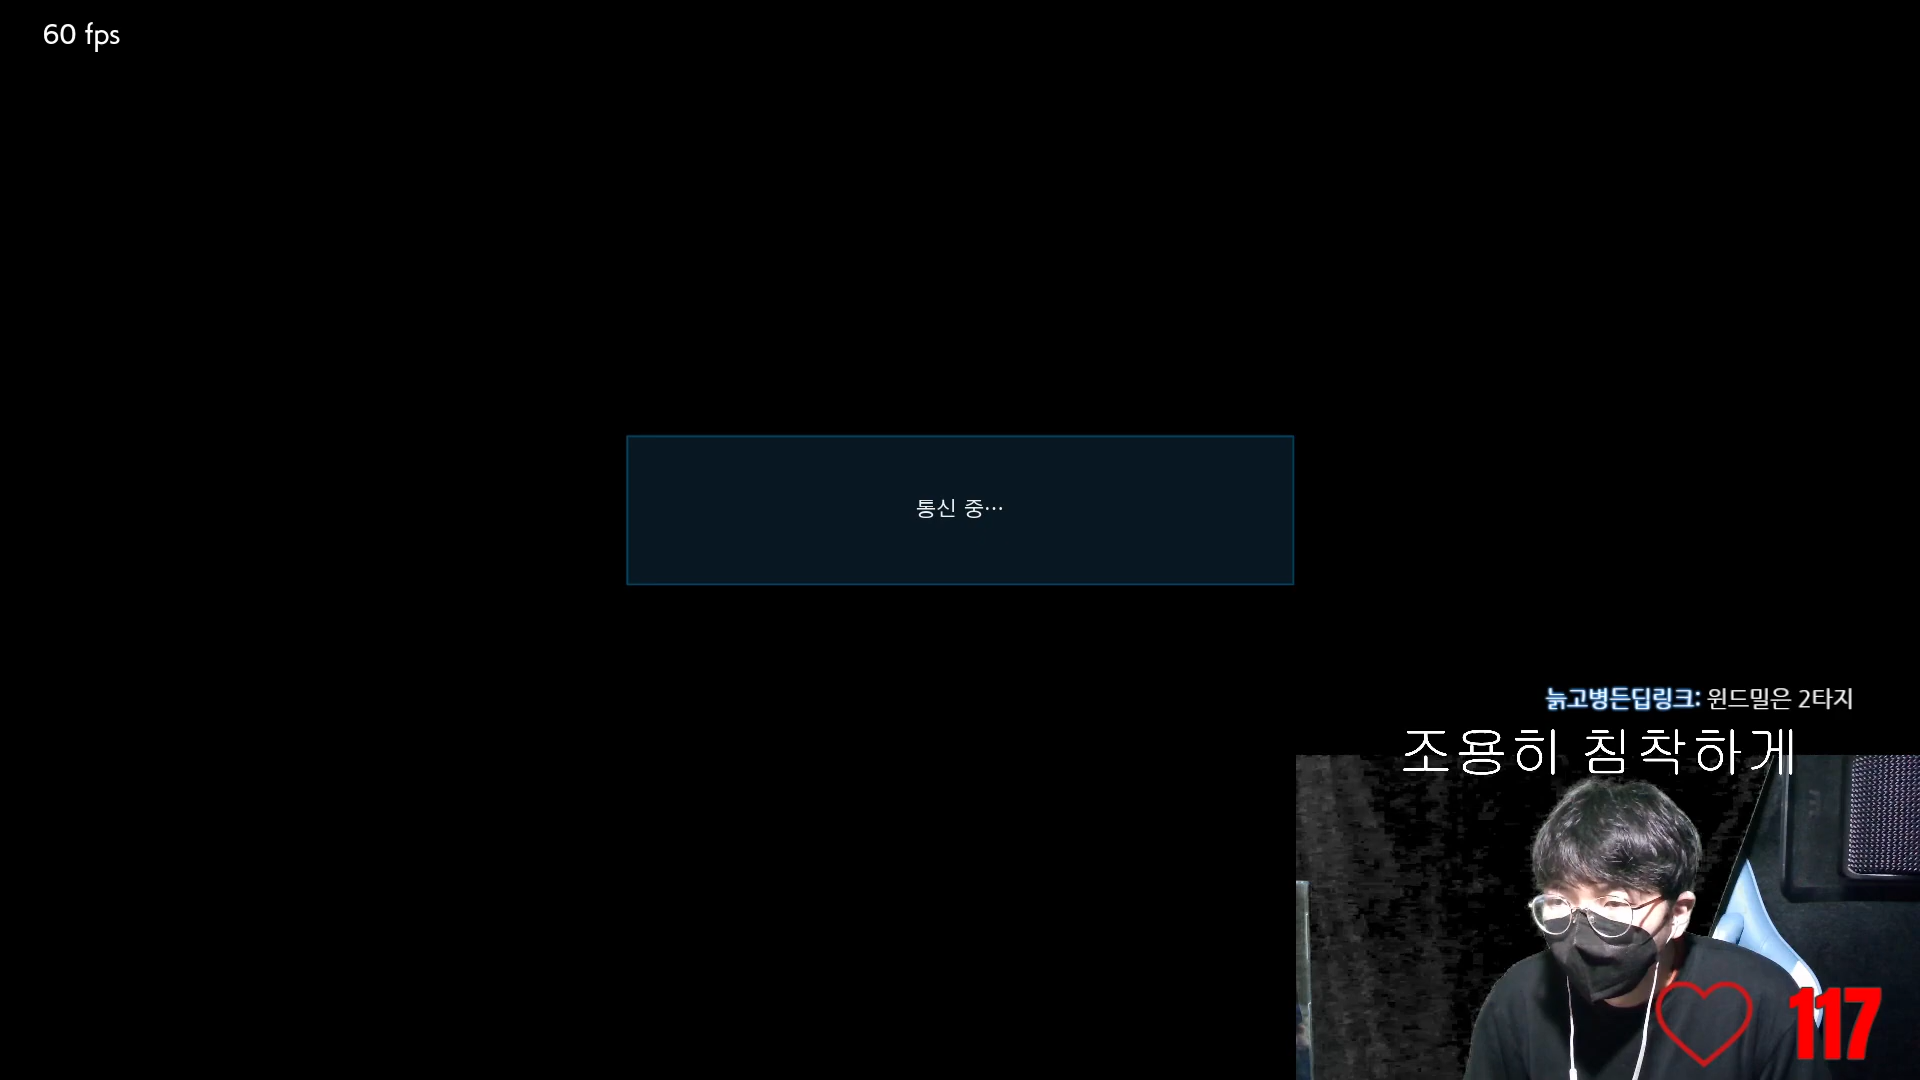 60 fps
통신 중…
늙고병든딥링크: 윈드밀은 2타지
조용히 침착하게
117